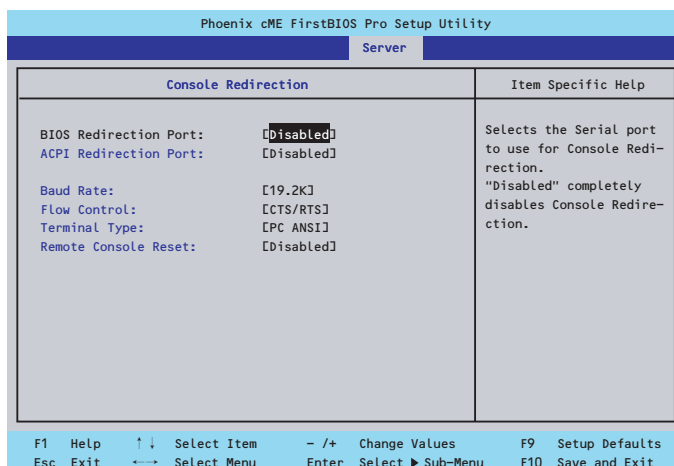 Phoenix cME FirstBIOS Pro Setup Utility
Server
Console Redirection
Item Specific Help
BIOS Redirection Port: [Disabled]
ACPI Redirection Port: [Disabled]
Baud Rate: [19.2K]
Flow Control: [CTS/RTS]
Terminal Type: [PC ANSI]
Remote Console Reset: [Disabled]
Selects the Serial port
to use for Console Redi-
rection.
"Disabled" completely
disables Console Redire-
ction.
F1 Help ↑↓ Select Item - /+ Change Values F9 Setup Defaults
Esc Exit ←→ Select Menu Enter Select ▶ Sub-Menu F10 Save and Exit